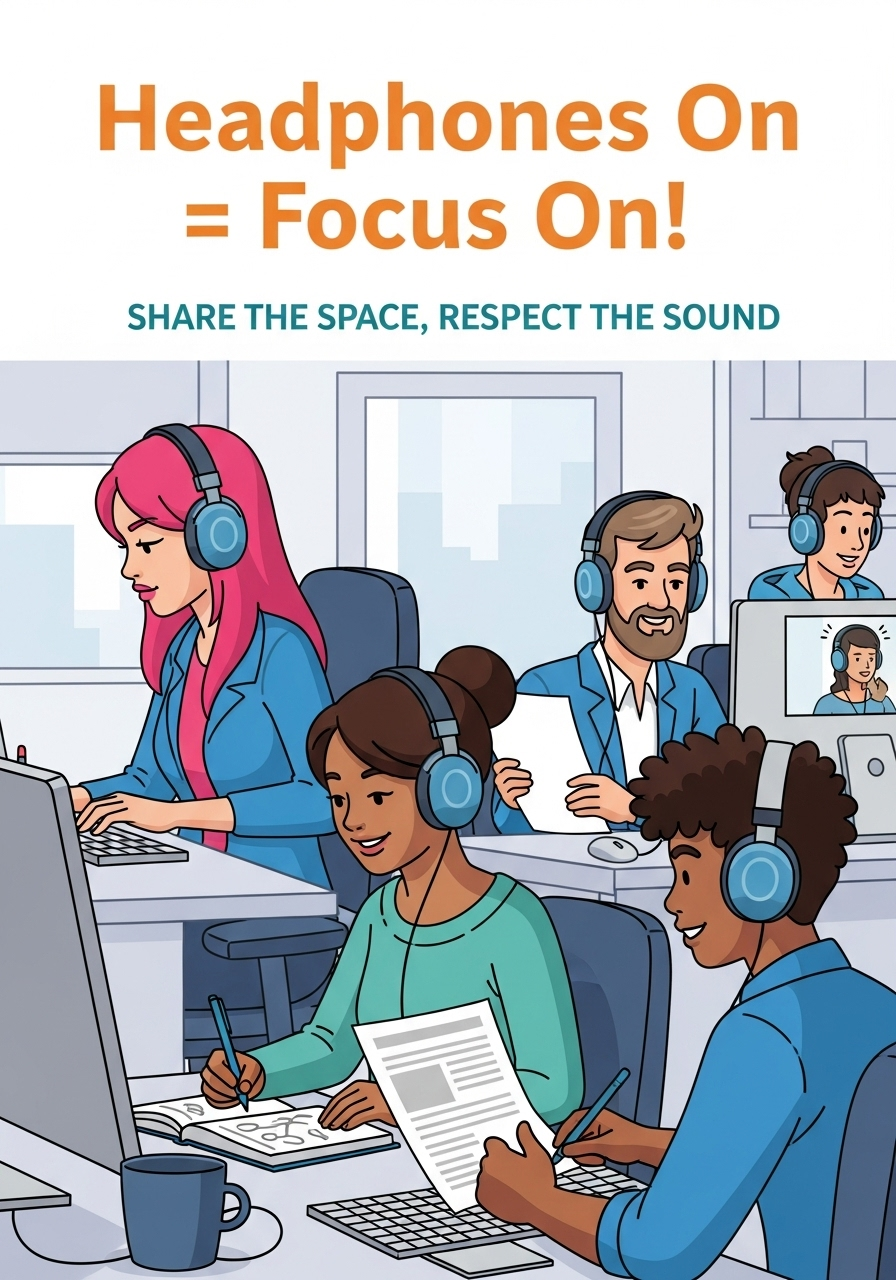 Headphones On
= Focus On!
SHARE THE SPACE, RESPECT THE SOUND